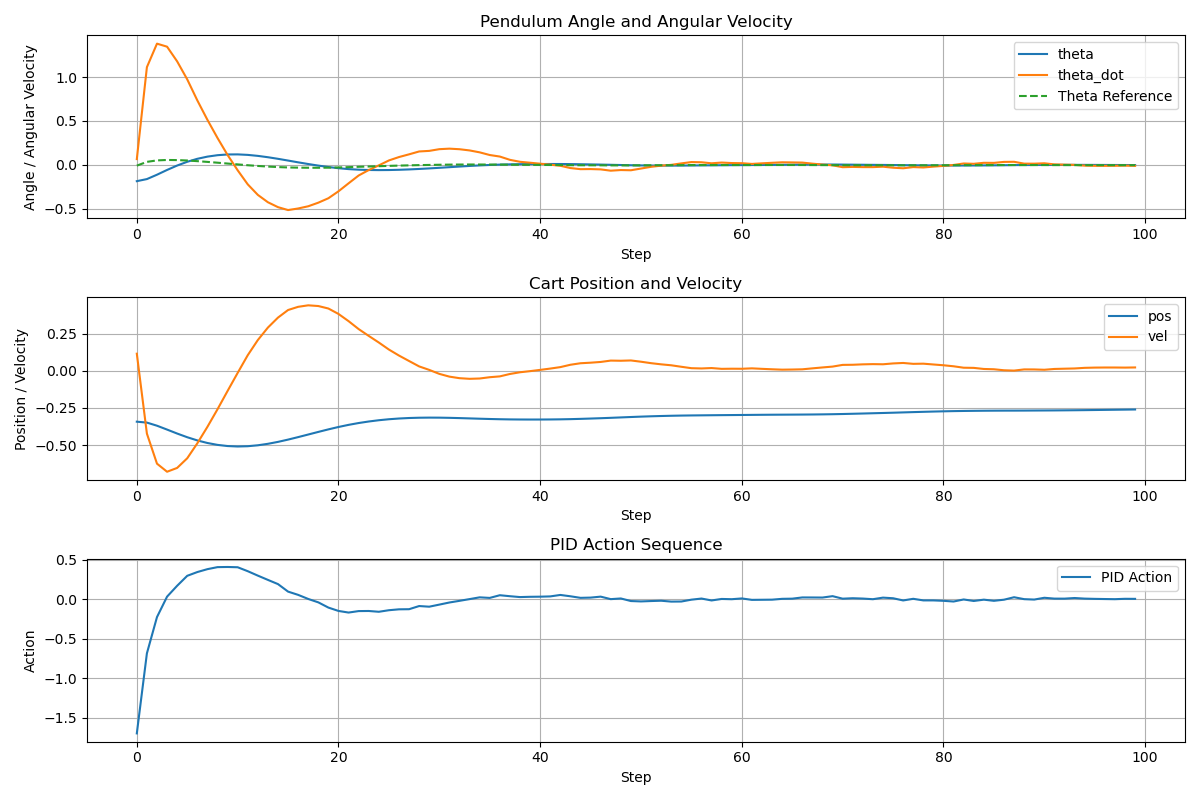 Pendulum Angle and Angular Velocity
Angle / Angular Velocity
1.0
0.5
0.0
−0.5
theta
theta_dot
Theta Reference
0 20 40 60 80 100
Step
Cart Position and Velocity
Position / Velocity
0.25
0.00
−0.25
−0.50
pos
vel
0 20 40 60 80 100
Step
PID Action Sequence
Action
0.5
0.0
−0.5
−1.0
−1.5
PID Action
0 20 40 60 80 100
Step